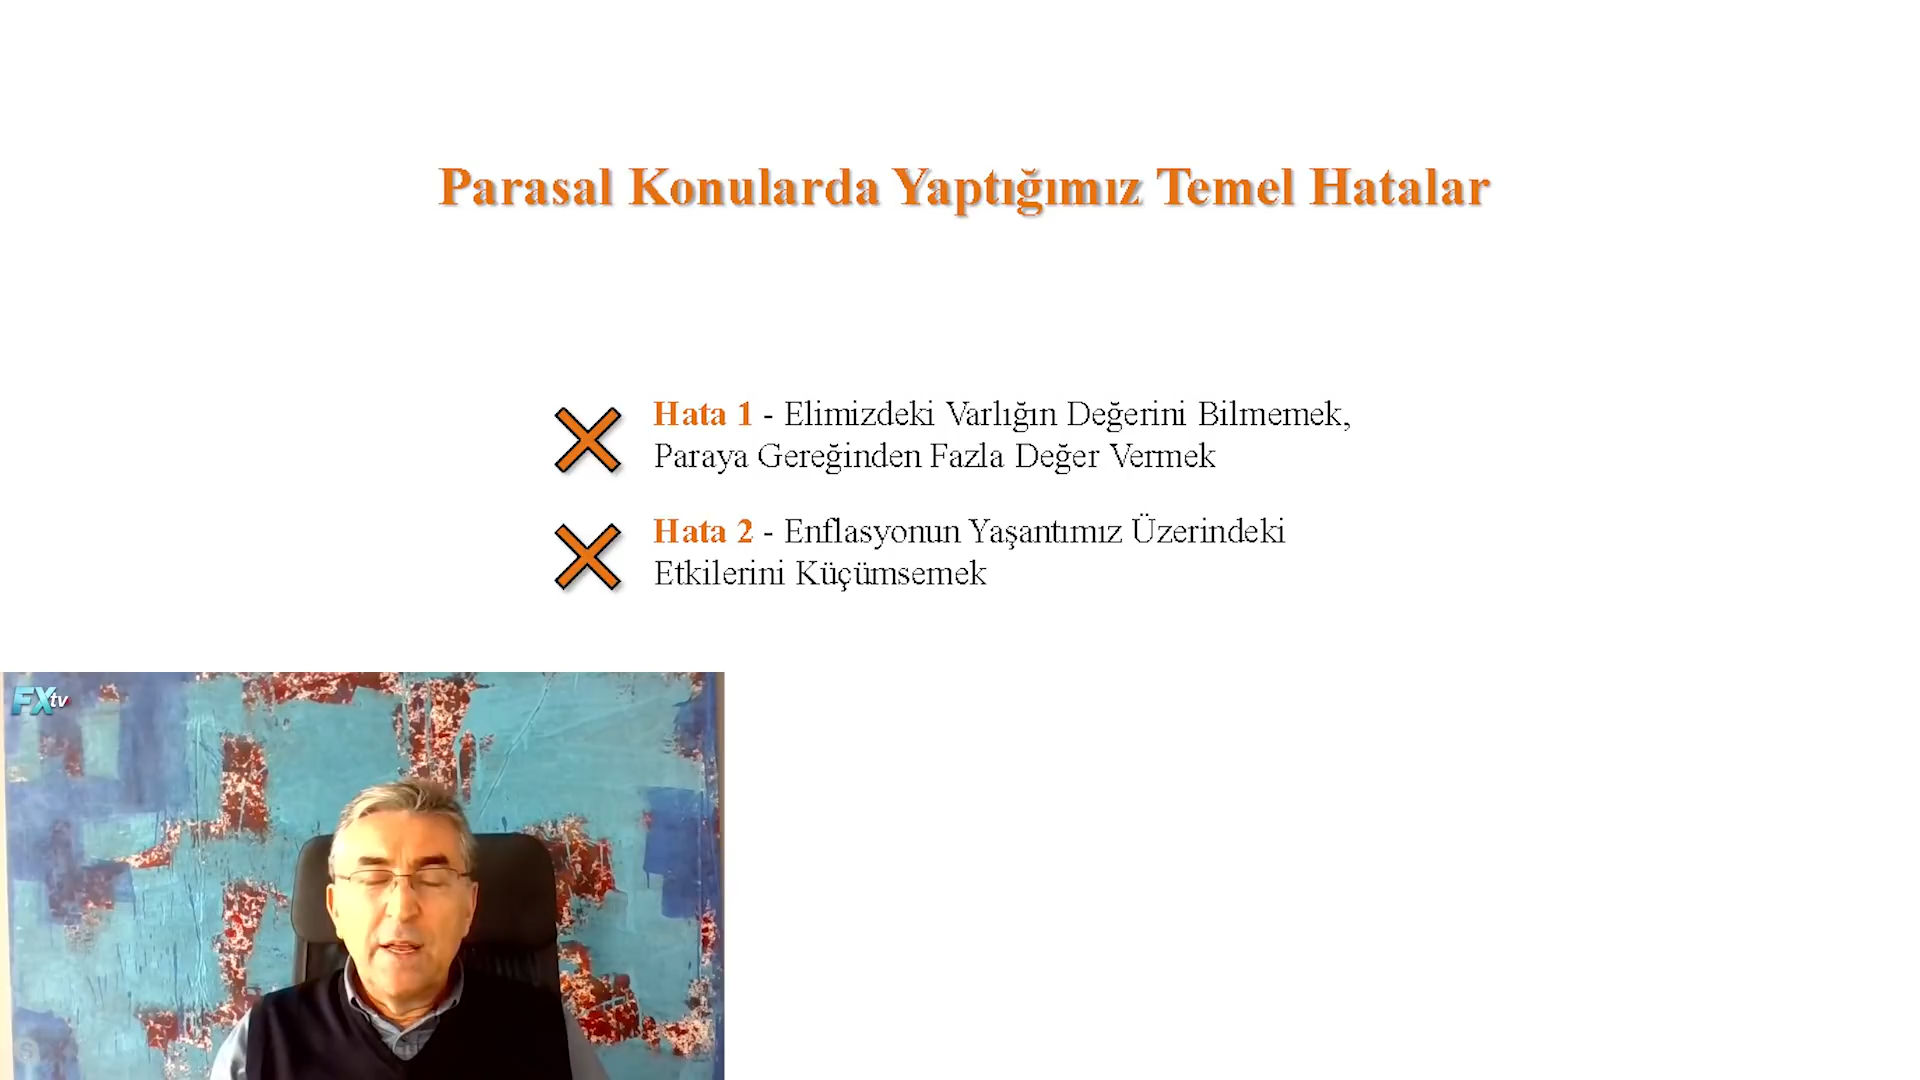 Parasal Konularda Yaptığımız Temel Hatalar
Hata 1 - Elimizdeki Varlığın Değerini Bilmemek,
Paraya Gereğinden Fazla Değer Vermek
Hata 2 - Enflasyonun Yaşantımız Üzerindeki
Etkilerini Küçümsemek
FXtv